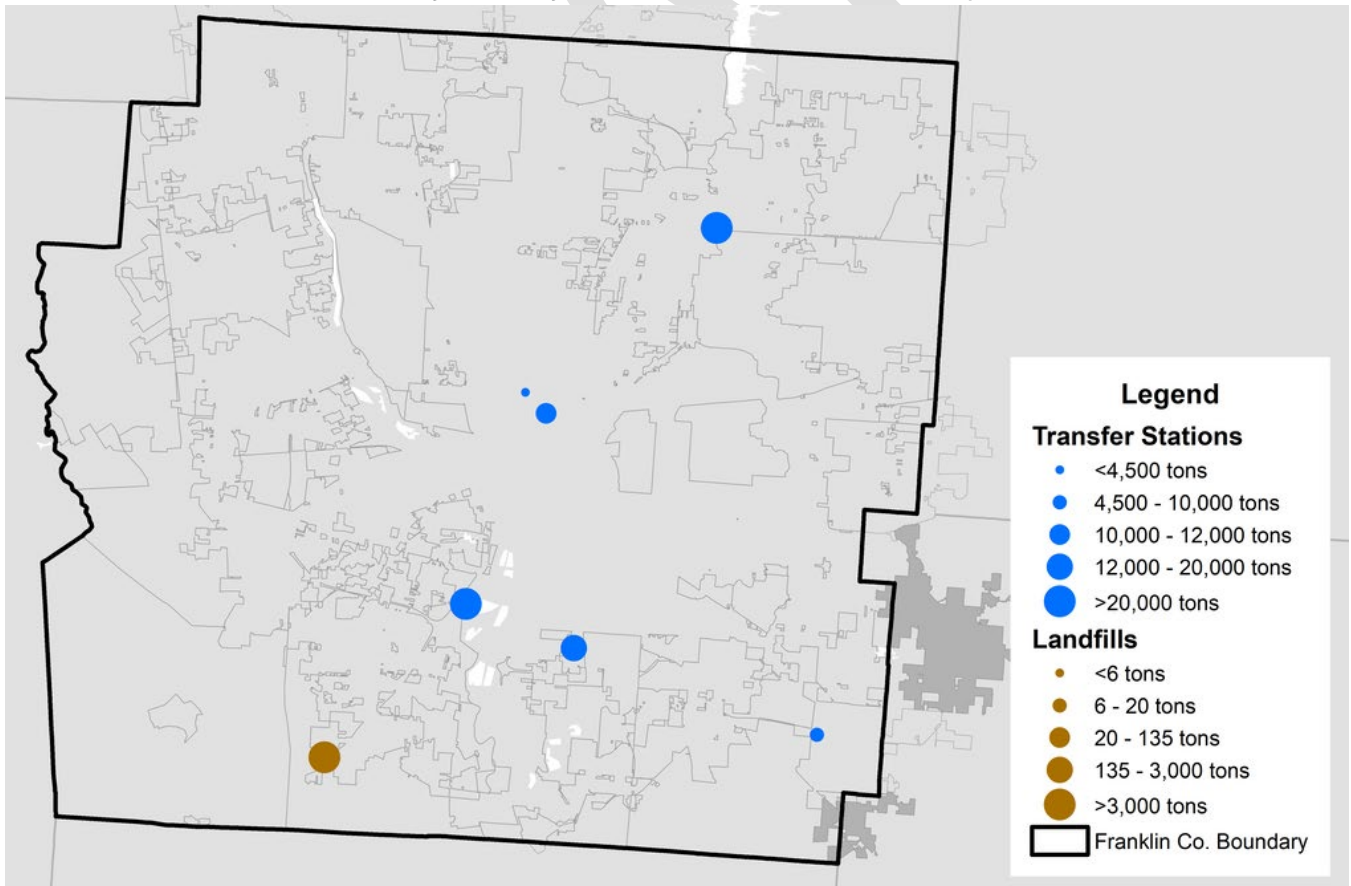 Legend
Transfer Stations
<4,500 tons
4,500 - 10,000 tons
10,000 - 12,000 tons
12,000 - 20,000 tons
>20,000 tons
Landfills
<6 tons
6 - 20 tons
20 - 135 tons
135 - 3,000 tons
>3,000 tons
Franklin Co. Boundary